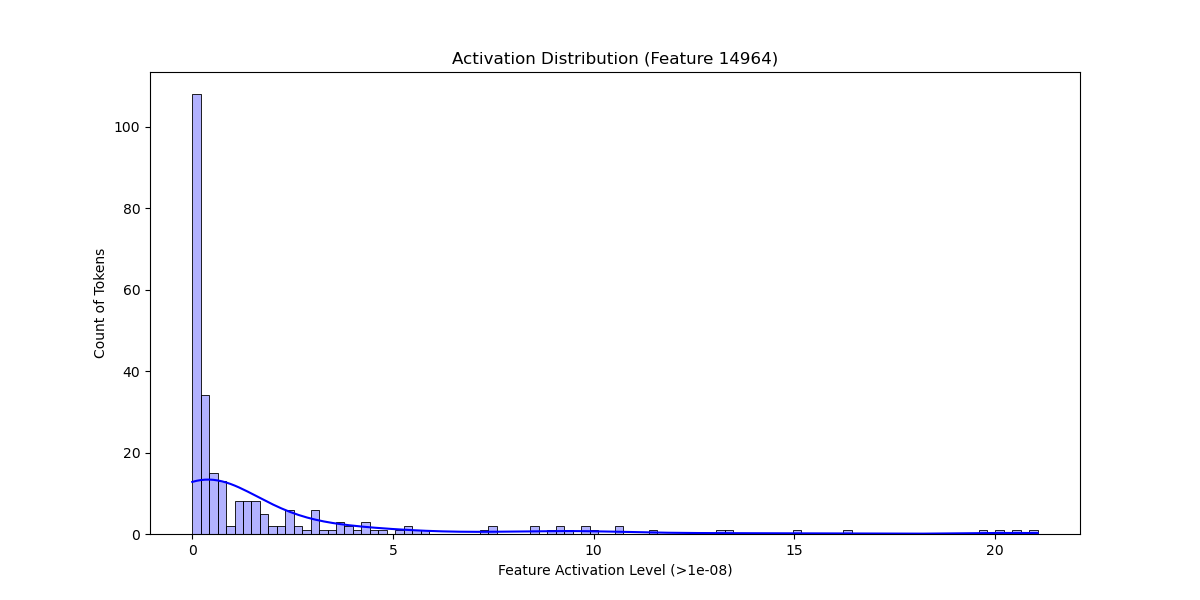 Activation Distribution (Feature 14964)
100
80
60
40
20
0
Count of Tokens
0 5 10 15 20
Feature Activation Level (>1e-08)